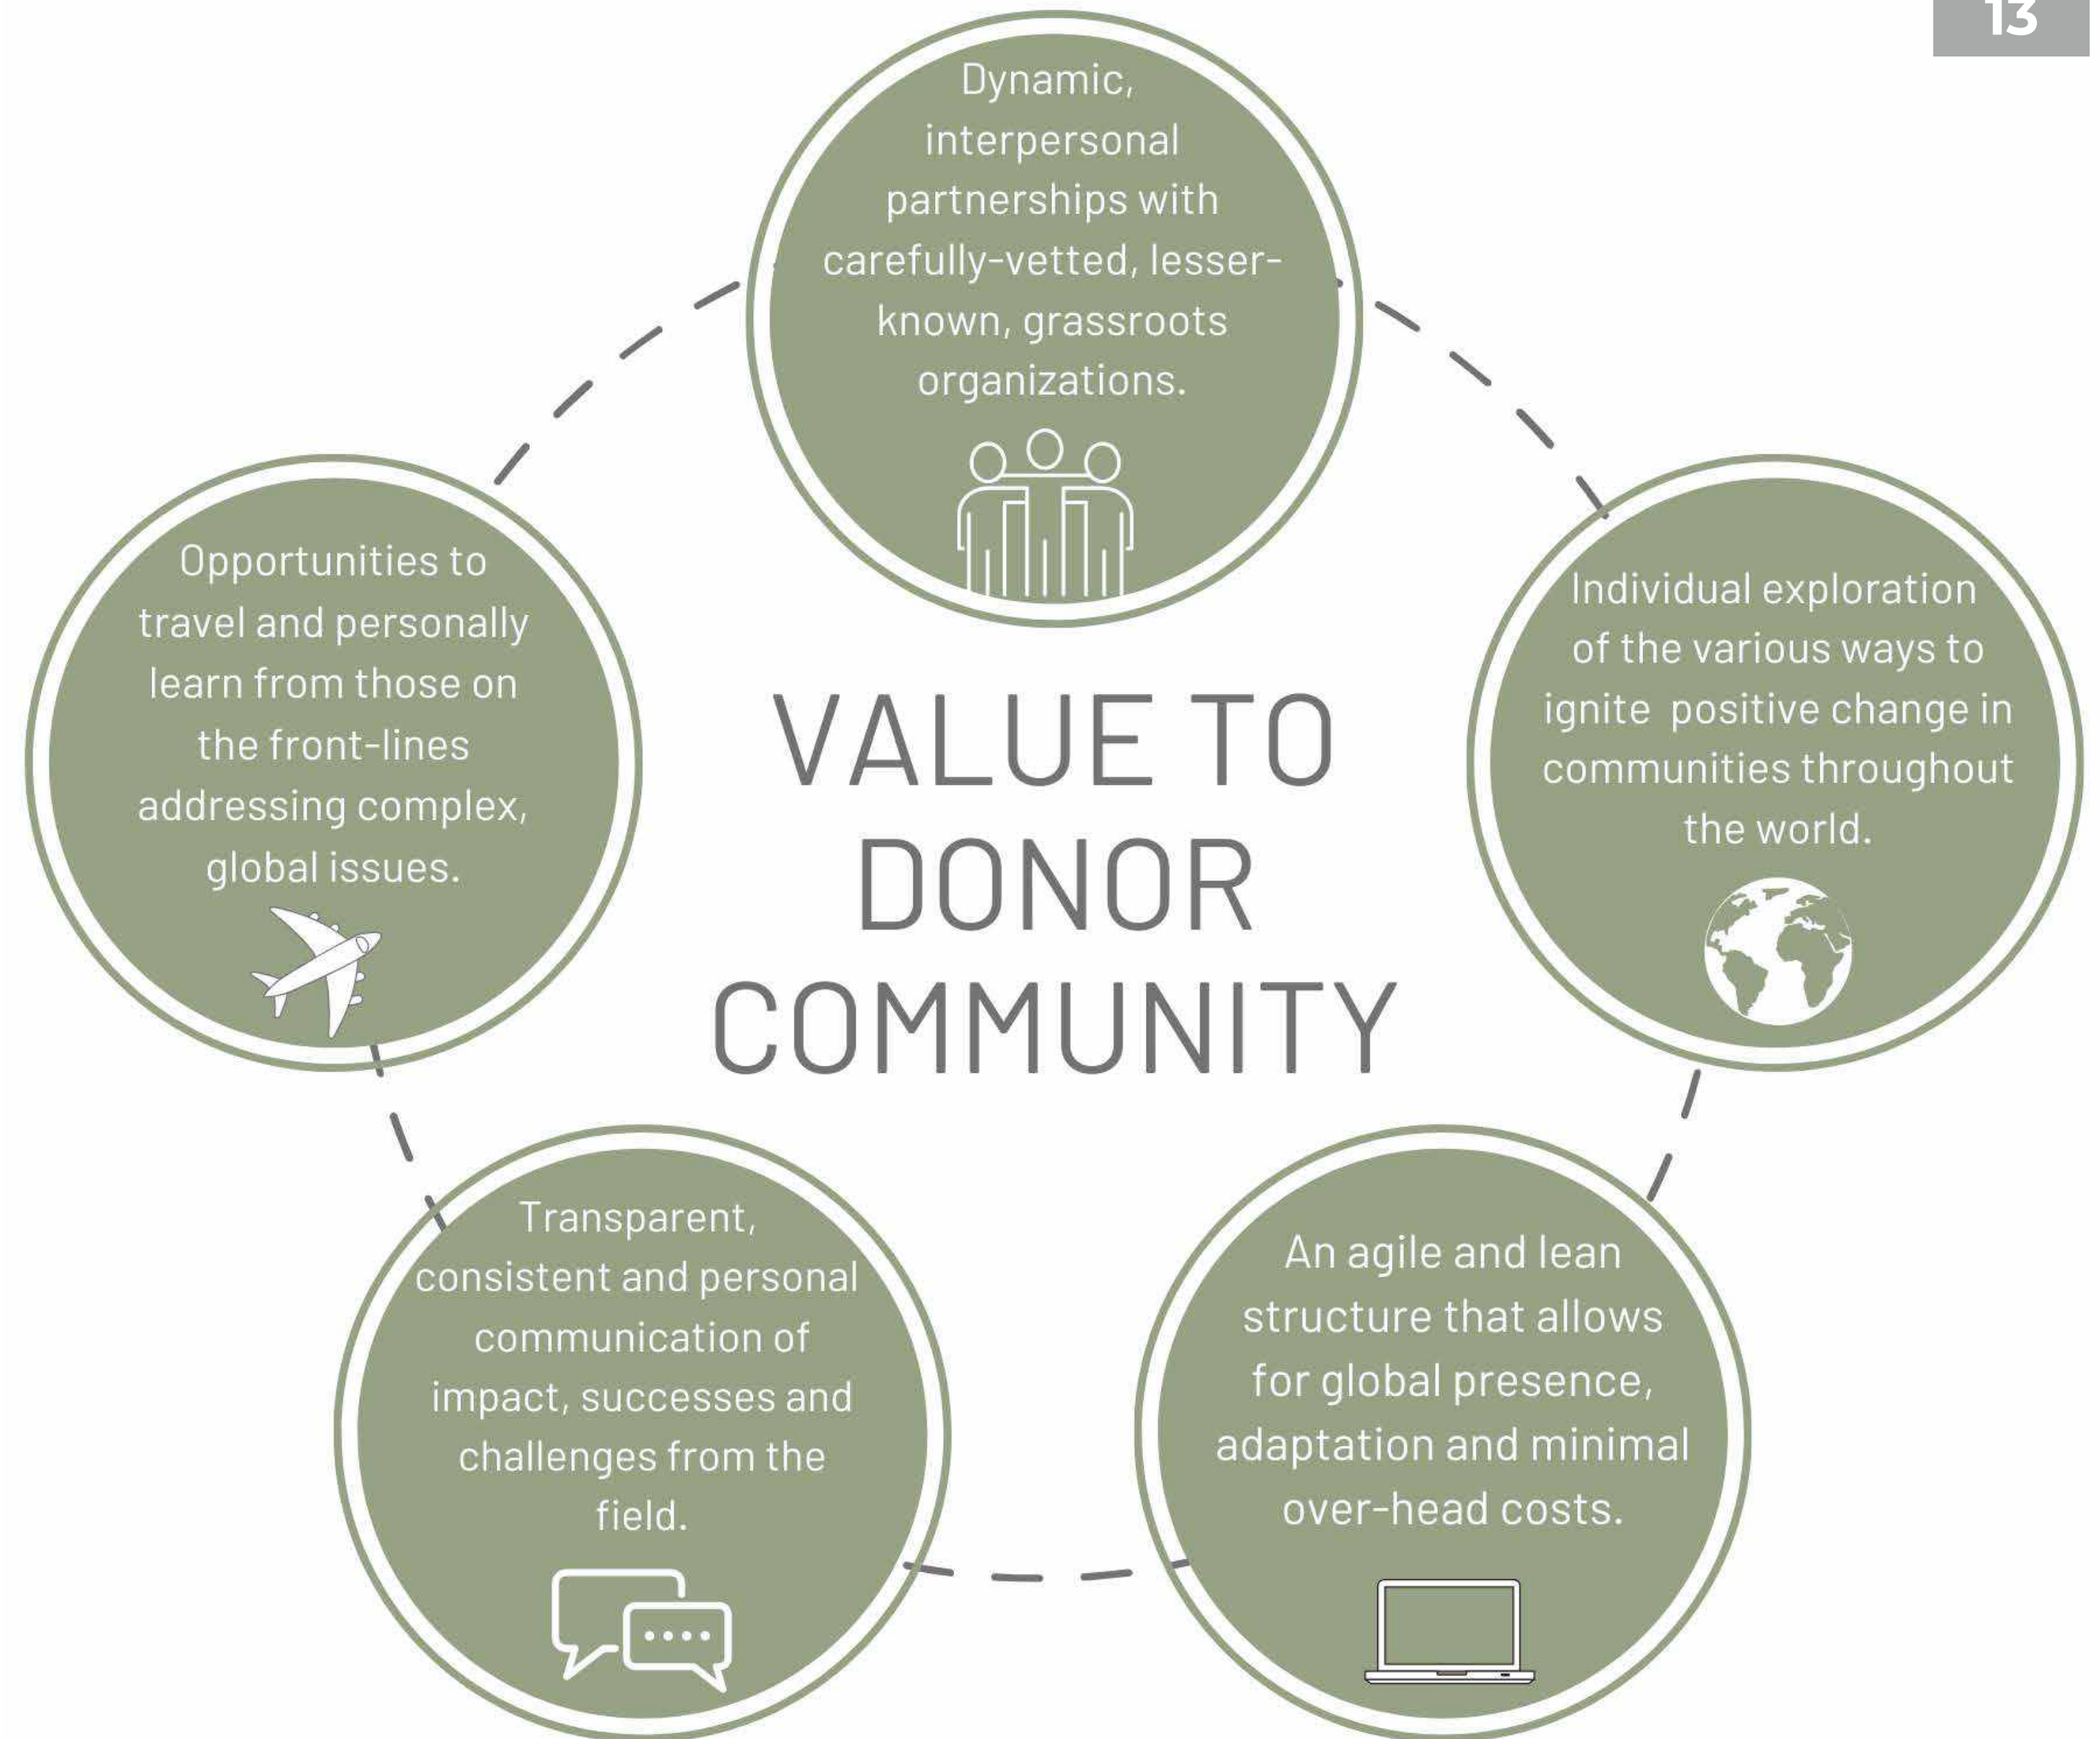 13
Dynamic,
interpersonal
partnerships with
carefully-vetted, lesser-
known, grassroots
organizations.
Opportunities to
travel and personally
learn from those on
the front-lines
addressing complex,
global issues.
Individual exploration
of the various ways to
ignite positive change in
communities throughout
the world.
VALUE TO
DONOR
COMMUNITY
Transparent,
consistent and personal
communication of
impact, successes and
challenges from the
field.
An agile and lean
structure that allows
for global presence,
adaptation and minimal
over-head costs.